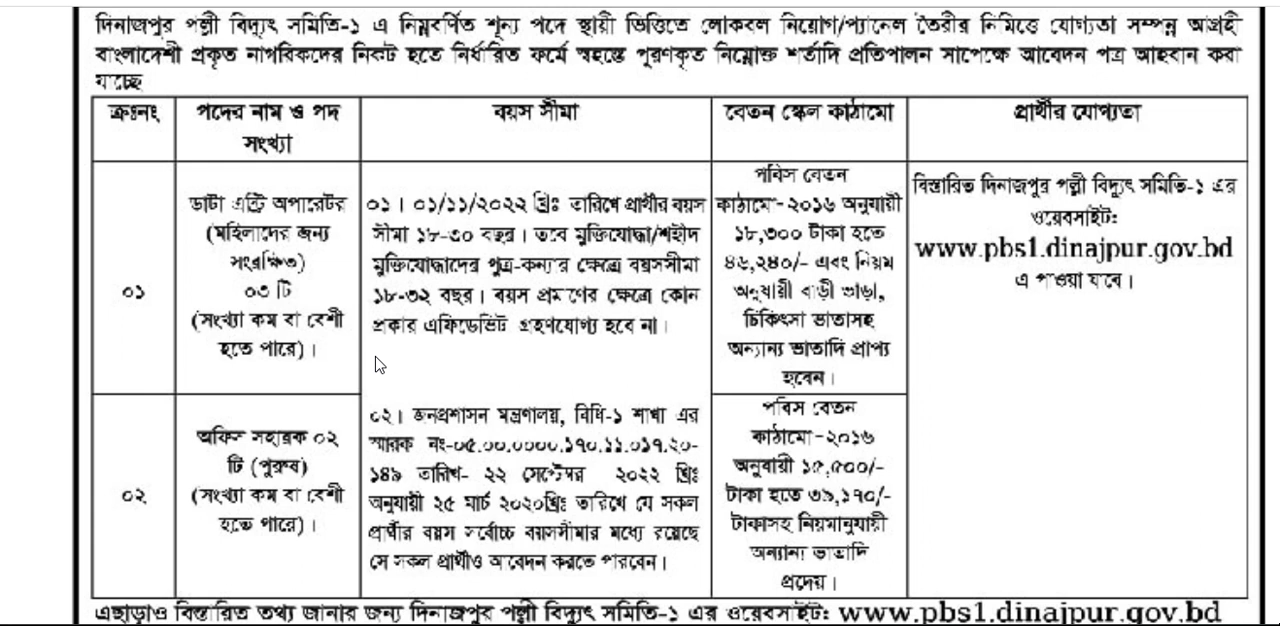 দিনাজপুর পল্লী বিদ্যুৎ সমিতি-১ এ নিম্নবর্ণিত শূন্য পদে স্থায়ী ভিত্তিতে লোকবল নিয়োগ/প্যানেল তৈরীর নিমিত্তে যোগ্যতা সম্পন্ন আগ্রহী
বাংলাদেশী প্রকৃত নাগরিকদের নিকট হতে নির্ধারিত ফর্মে স্বহস্তে পুরণকৃত নিম্নোক্ত শর্তাদি প্রতিপালন সাপেক্ষে আবেদন পত্র আহবান করা
যাচ্ছে
ক্রঃনং
পদের নাম ও পদ
সংখ্যা
বয়স সীমা
বেতন স্কেল কাঠামো
প্রার্থীর যোগ্যতা
০১
ডাটা এন্ট্রি অপারেটর
(মহিলাদের জন্য
সংরক্ষিত)
০৩ টি
(সংখ্যা কম বা বেশী
হতে পারে)।
০১। ০১/১১/২০২২ খ্রিঃ তারিখে প্রার্থীর বয়স
সীমা ১৮-৩০ বছর। তবে মুক্তিযোদ্ধা/শহীদ
মুক্তিযোদ্ধাদের পুত্র-কন্যার ক্ষেত্রে বয়সসীমা
১৮-৩২ বছর। বয়স প্রমাণের ক্ষেত্রে কোন
প্রকার এফিডেভিট গ্রহণযোগ্য হবে না।
পবিস বেতন
কাঠামো-২০১৬ অনুযায়ী
১৮,৩০০ টাকা হতে
৪৬,২৪০/- এবং নিয়ম
অনুযায়ী বাড়ী ভাড়া,
চিকিৎসা ভাতাসহ
অন্যান্য ভাতাদি প্রাপ্য
হবেন।
বিস্তারিত দিনাজপুর পল্লী বিদ্যুৎ সমিতি-১ এর
ওয়েবসাইট:
www.pbs1.dinajpur.gov.bd
এ পাওয়া যাবে।
০২
অফিস সহায়ক ০২
টি (পুরুষ)
(সংখ্যা কম বা বেশী
হতে পারে)।
০২। জনপ্রশাসন মন্ত্রণালয়, বিধি-১ শাখা এর
স্মারক নং-০৫.০০.০০০০.১৭০.১১.০১৭.২০-
১৪৯ তারিখ- ২২ সেপ্টেম্বর ২০২২ খ্রিঃ
অনুযায়ী ২৫ মার্চ ২০২০খ্রিঃ তারিখে যে সকল
প্রার্থীর বয়স সর্বোচ্চ বয়সসীমার মধ্যে রয়েছে
সে সকল প্রার্থীও আবেদন করতে পারবেন।
পবিস বেতন
কাঠামো-২০১৬
অনুযায়ী ১৫,৫০০/-
টাকা হতে ৩৯,১৭০/-
টাকাসহ নিয়মানুযায়ী
অন্যান্য ভাতাদি
প্রদেয়।
এছাড়াও বিস্তারিত তথ্য জানার জন্য দিনাজপুর পল্লী বিদ্যুৎ সমিতি-১ এর ওয়েবসাইট: www.pbs1.dinajpur.gov.bd